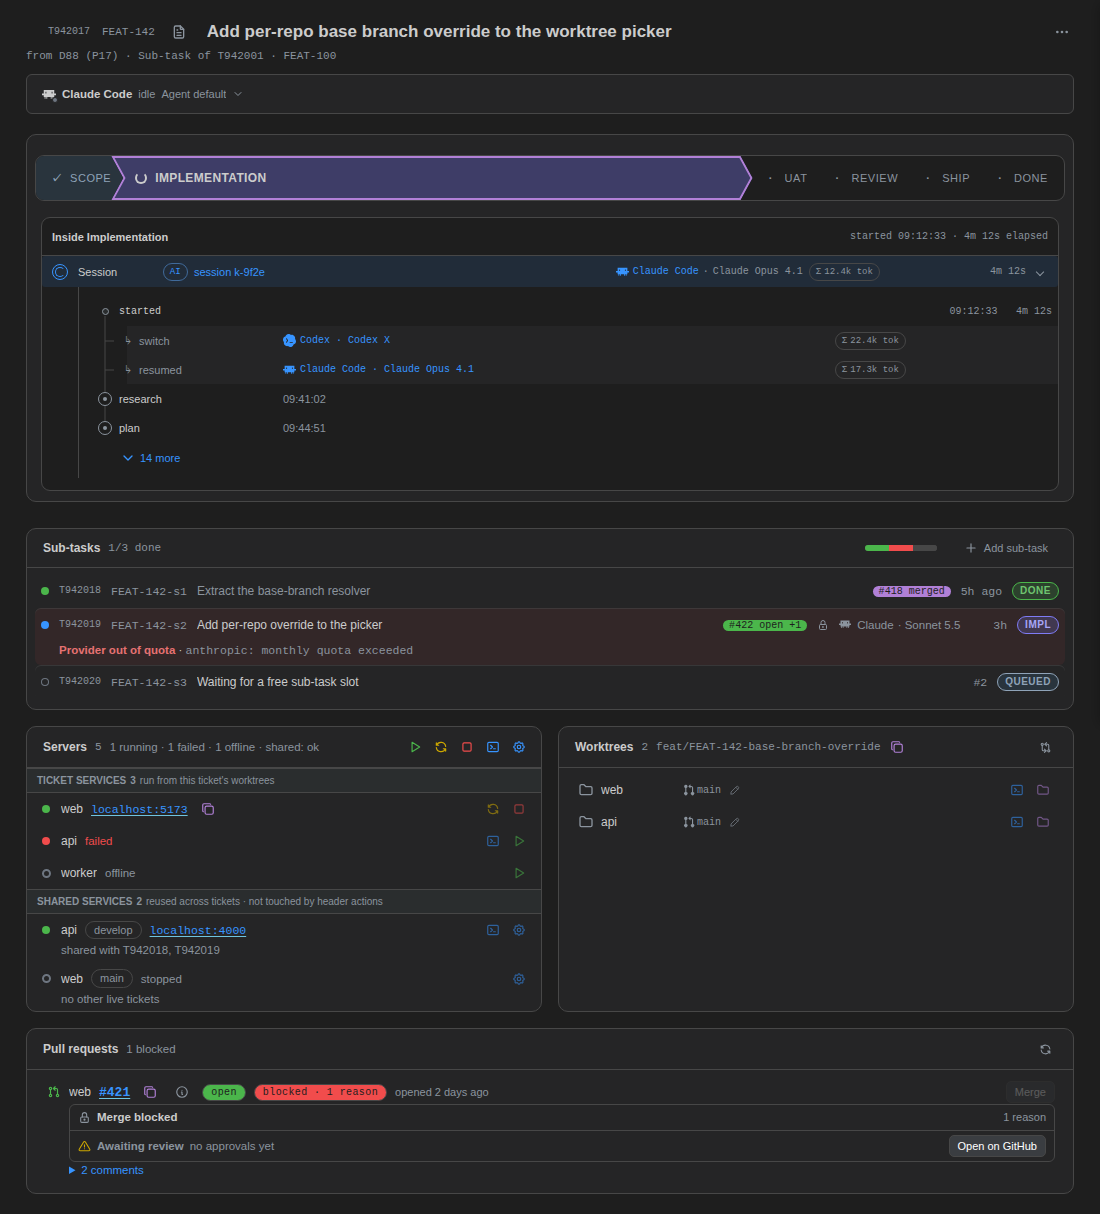 T942017 FEAT-142 Add per-repo base branch override to the worktree picker
from D88 (P17) · Sub-task of T942001 · FEAT-100
Claude Code idle Agent default
SCOPE IMPLEMENTATION · UAT · REVIEW · SHIP · DONE
Inside Implementation started 09:12:33 · 4m 12s elapsed
Session AI session k-9f2e Claude Code · Claude Opus 4.1 Σ 12.4k tok 4m 12s
started 09:12:33 4m 12s
↳ switch Codex · Codex X Σ 22.4k tok
↳ resumed Claude Code · Claude Opus 4.1 Σ 17.3k tok
research 09:41:02
plan 09:44:51
14 more
Sub-tasks 1/3 done Add sub-task
T942018 FEAT-142-s1 Extract the base-branch resolver #418 merged 5h ago DONE
T942019 FEAT-142-s2 Add per-repo override to the picker #422 open +1 Claude · Sonnet 5.5 3h IMPL
Provider out of quota · anthropic: monthly quota exceeded
T942020 FEAT-142-s3 Waiting for a free sub-task slot #2 QUEUED
Servers 5 1 running · 1 failed · 1 offline · shared: ok
TICKET SERVICES 3 run from this ticket's worktrees
web localhost:5173
api failed
worker offline
SHARED SERVICES 2 reused across tickets · not touched by header actions
api develop localhost:4000
shared with T942018, T942019
web main stopped
no other live tickets
Worktrees 2 feat/FEAT-142-base-branch-override
web main
api main
Pull requests 1 blocked
web #421 open blocked · 1 reason opened 2 days ago Merge
Merge blocked 1 reason
Awaiting review no approvals yet Open on GitHub
2 comments